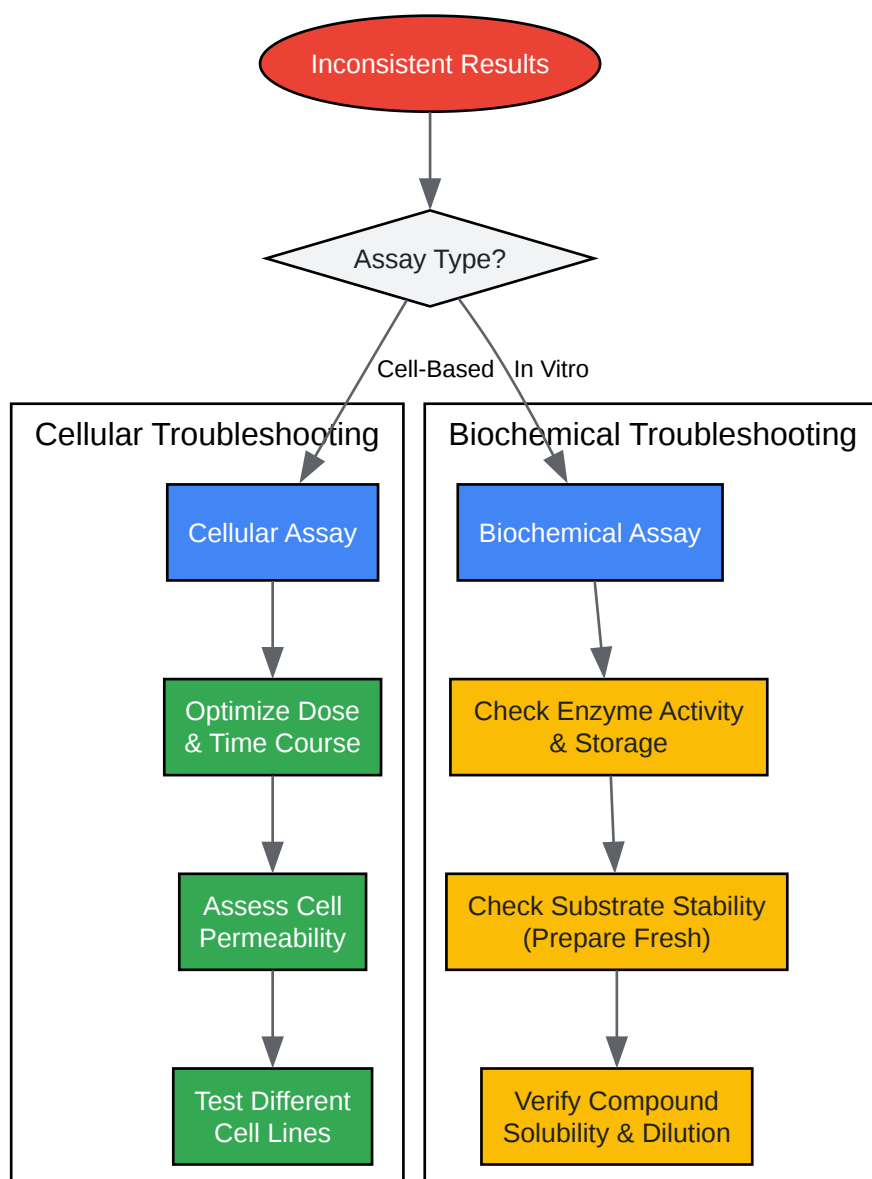 Inconsistent Results
Assay Type?
Cell-Based
In Vitro
Cellular Troubleshooting
Cellular Assay
Optimize Dose
& Time Course
Assess Cell
Permeability
Test Different
Cell Lines
Biochemical Troubleshooting
Biochemical Assay
Check Enzyme Activity
& Storage
Check Substrate Stability
(Prepare Fresh)
Verify Compound
Solubility & Dilution